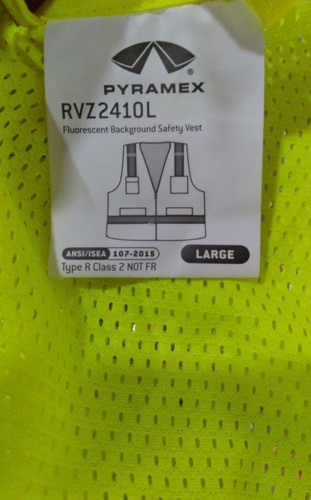 ®
PYRAMEX
RVZ2410L
Fluorescent Background Safety Vest
ANSI/ISEA 107-2015
Type R Class 2 NOT FR
LARGE